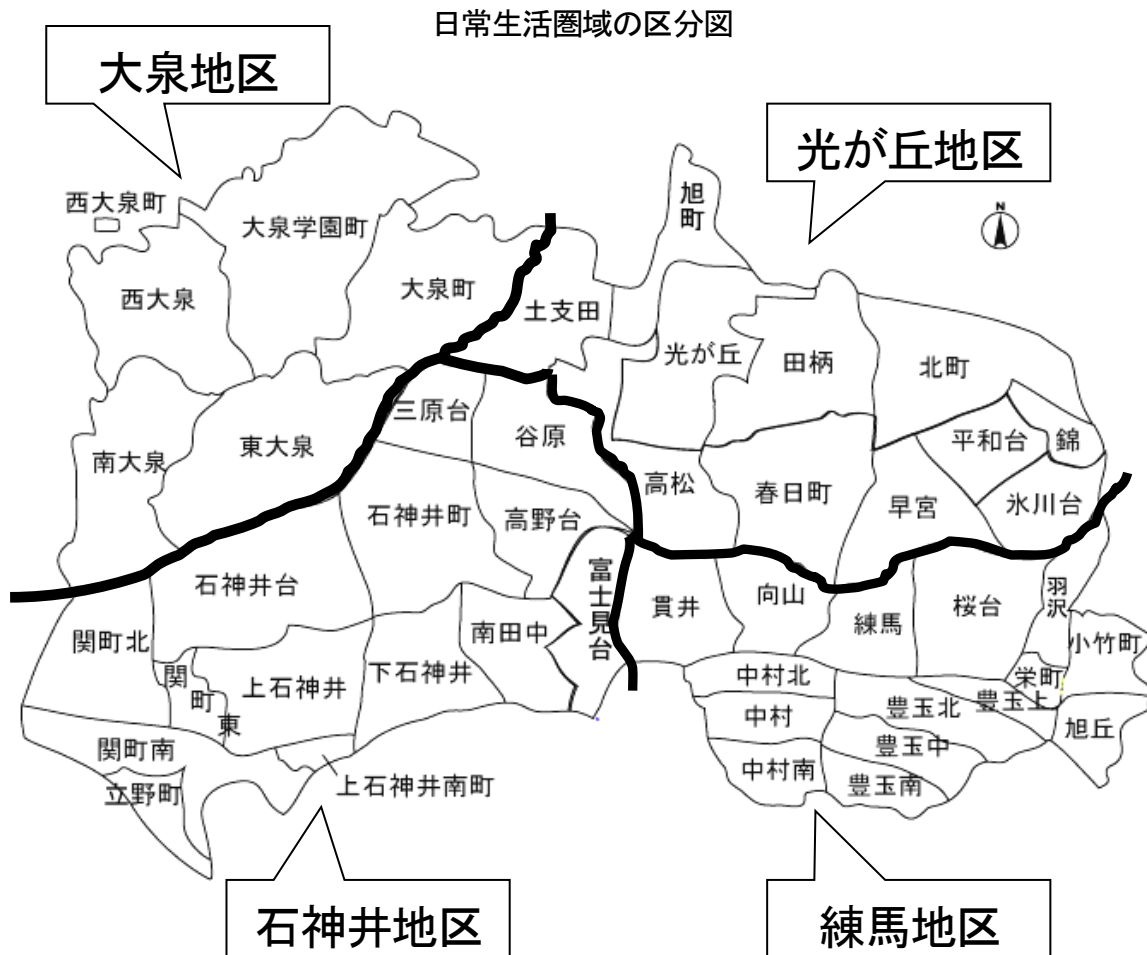 日常生活圏域の区分図
大泉地区
光が丘地区
西大泉町
大泉学園町
旭町
N
西大泉
大泉町
土支田
光が丘
田柄
北町
三原台
谷原
東大泉
南大泉
平和台
錦
高松
春日町
早宮
氷川台
石神井町
高野台
石神井台
富士見台
貫井
向山
練馬
桜台
羽沢
関町北
関町東
上石神井
下石神井
南田中
小竹町
中村北
栄町
豊玉上
豊玉北
中村
旭丘
関町南
豊玉中
中村南
豊玉南
立野町
上石神井南町
石神井地区
練馬地区